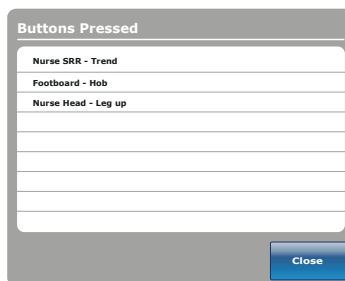 Buttons Pressed
Nurse SRR - Trend
Footboard - Hob
Nurse Head - Leg up
Close